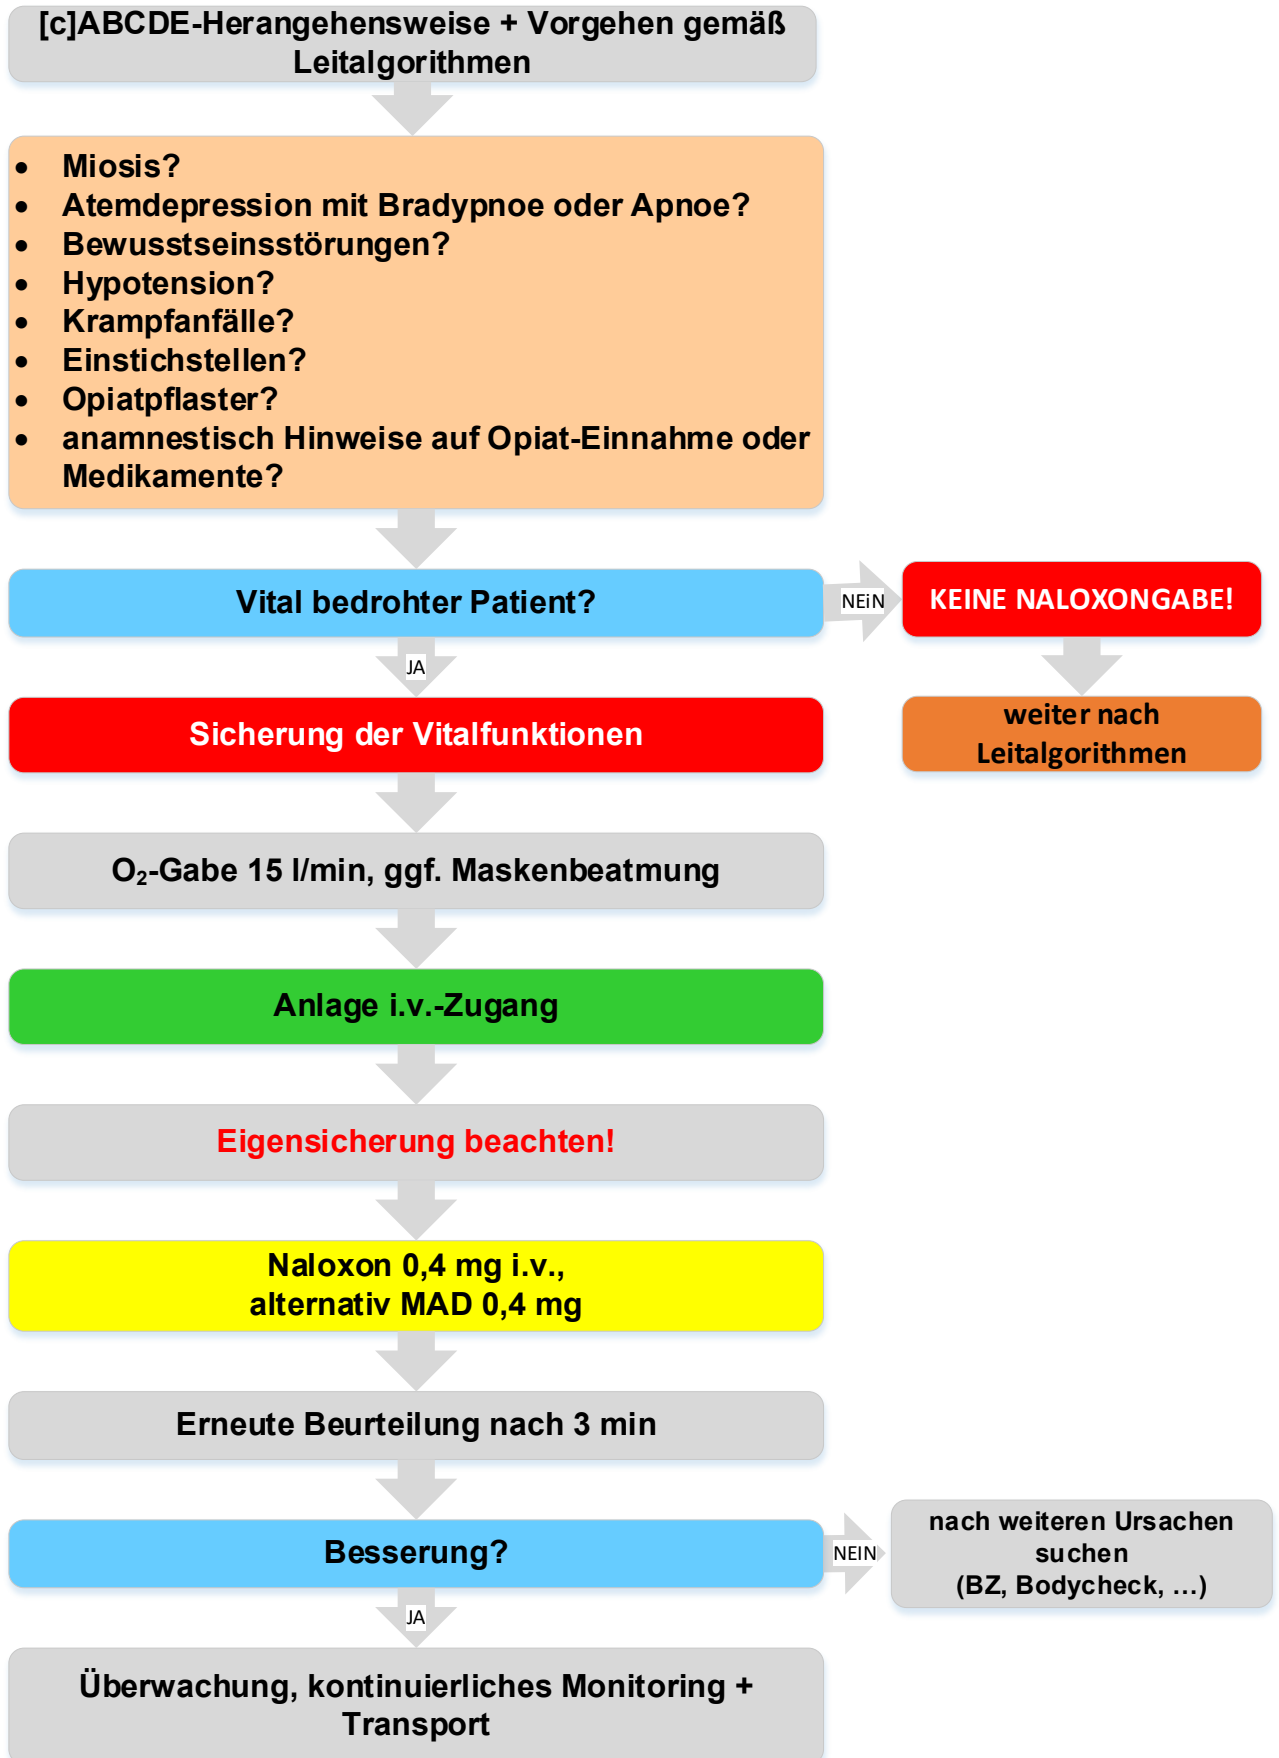 [c]ABCDE-Herangehensweise + Vorgehen gemäß
Leitalgorithmen
• Miosis?
• Atemdepression mit Bradypnoe oder Apnoe?
• Bewusstseinsstörungen?
• Hypotension?
• Krampfanfälle?
• Einstichstellen?
• Opiatpflaster?
• anamnestisch Hinweise auf Opiat-Einnahme oder
Medikamente?
Vital bedrohter Patient?
NEiN
KEINE NALOXONGABE!
JA
weiter nach
Leitalgorithmen
Sicherung der Vitalfunktionen
O₂-Gabe 15 l/min, ggf. Maskenbeatmung
Anlage i.v.-Zugang
Eigensicherung beachten!
Naloxon 0,4 mg i.v.,
alternativ MAD 0,4 mg
Erneute Beurteilung nach 3 min
Besserung?
NEIN
nach weiteren Ursachen
suchen
(BZ, Bodycheck, …)
JA
Überwachung, kontinuierliches Monitoring +
Transport